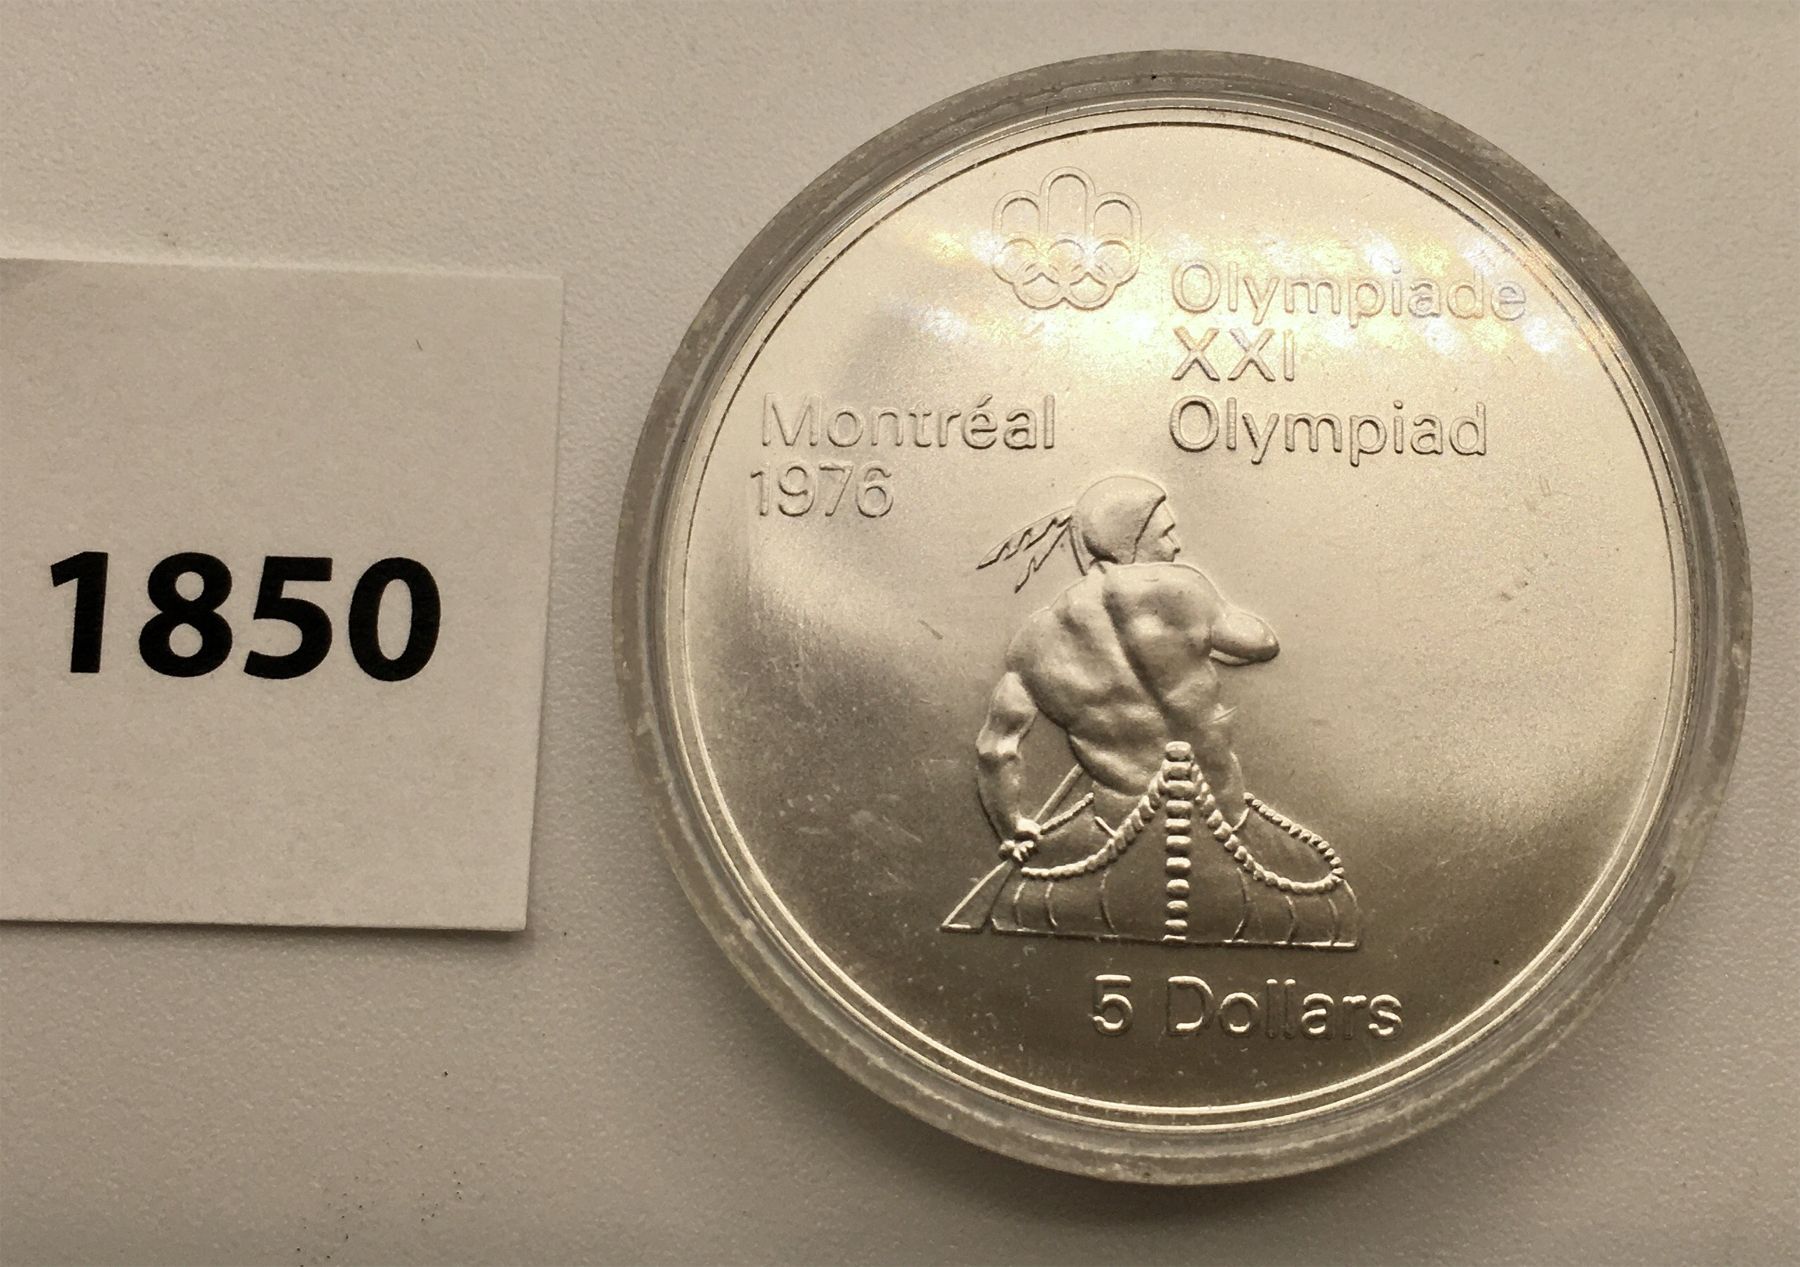 1850
Olympiade
XXI
Olympiad
Montréal
1976
5 Dollars